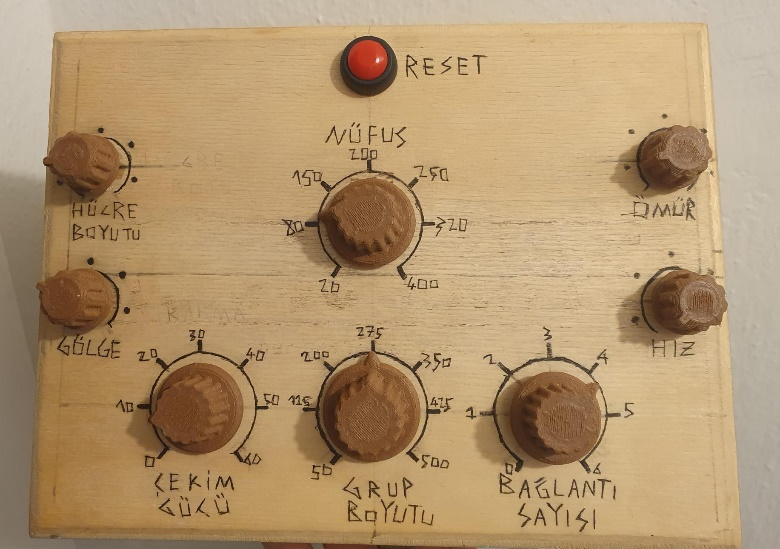 RESET
NÜFUS
200
150 250
80 320
20 400
HÜCRE
BOYUTU
ÖMÜR
GÖLGE
HIZ
30
20 40
10 50
0 60
ÇEKİM
GÜCÜ
275
200 350
125 425
50 500
GRUP
BOYUTU
3
2 4
1 5
0 6
BAĞLANTI
SAYISI